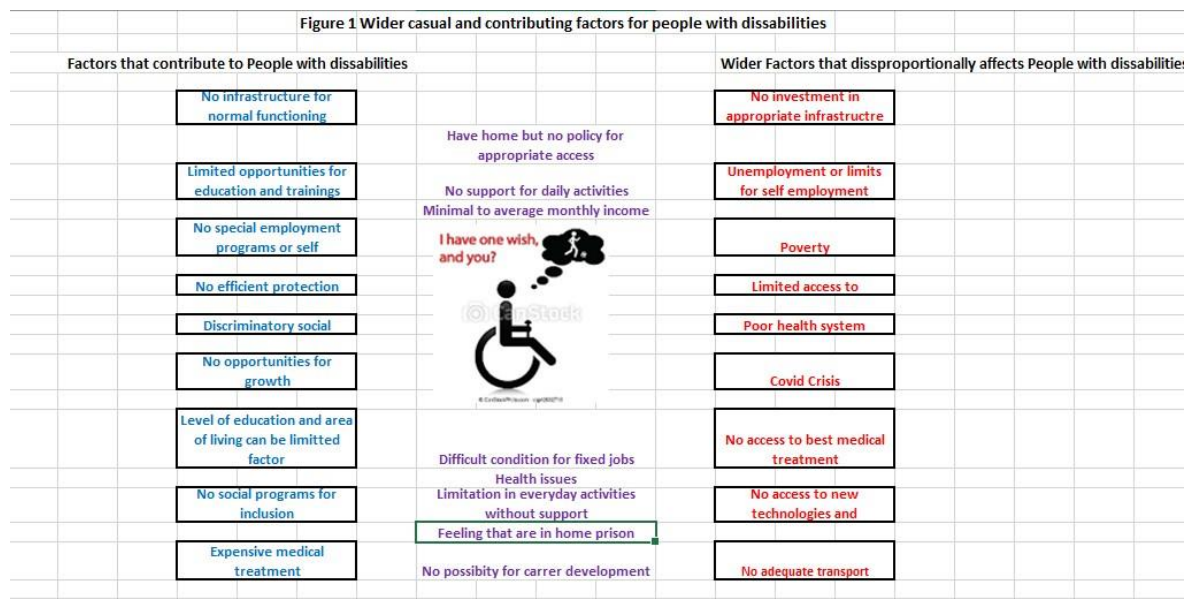 Figure 1 Wider casual and contributing factors for people with dissabilities
Factors that contribute to People with dissabilities
Wider Factors that dissproportionally affects People with dissabilities
No infrastructure for
normal functioning
Limited opportunities for
education and trainings
No special employment
programs or self
No efficient protection
Discriminatory social
No opportunities for
growth
Level of education and area
of living can be limitted
factor
No social programs for
inclusion
Expensive medical
treatment
Have home but no policy for
appropriate access
No support for daily activities
Minimal to average monthly income
I have one wish,
and you?
CanStock
Difficult condition for fixed jobs
Health issues
Limitation in everyday activities
without support
Feeling that are in home prison
No possibity for carrer development
No investment in
appropriate infrastructre
Unemployment or limits
for self employment
Poverty
Limited access to
Poor health system
Covid Crisis
No access to best medical
treatment
No access to new
technologies and
No adequate transport